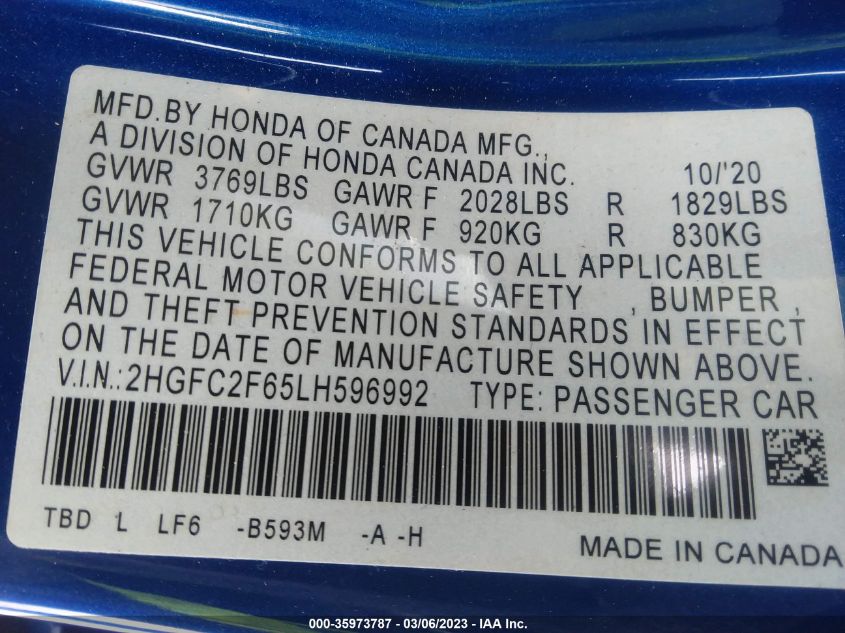 MFD.BY HONDA OF CANADA MFG.,
A DIVISION OF HONDA CANADA INC. 10/'20
GVWR 3769LBS GAWR F 2028LBS R 1829LBS
GVWR 1710KG GAWR F 920KG R 830KG
THIS VEHICLE CONFORMS TO ALL APPLICABLE
FEDERAL MOTOR VEHICLE SAFETY , BUMPER ,
AND THEFT PREVENTION STANDARDS IN EFFECT
ON THE DATE OF MANUFACTURE SHOWN ABOVE.
V.I.N.:2HGFC2F65LH596992 TYPE: PASSENGER CAR
TBD L LF6 -B593M -A -H
MADE IN CANADA
000-35973787 - 03/06/2023 - IAA Inc.